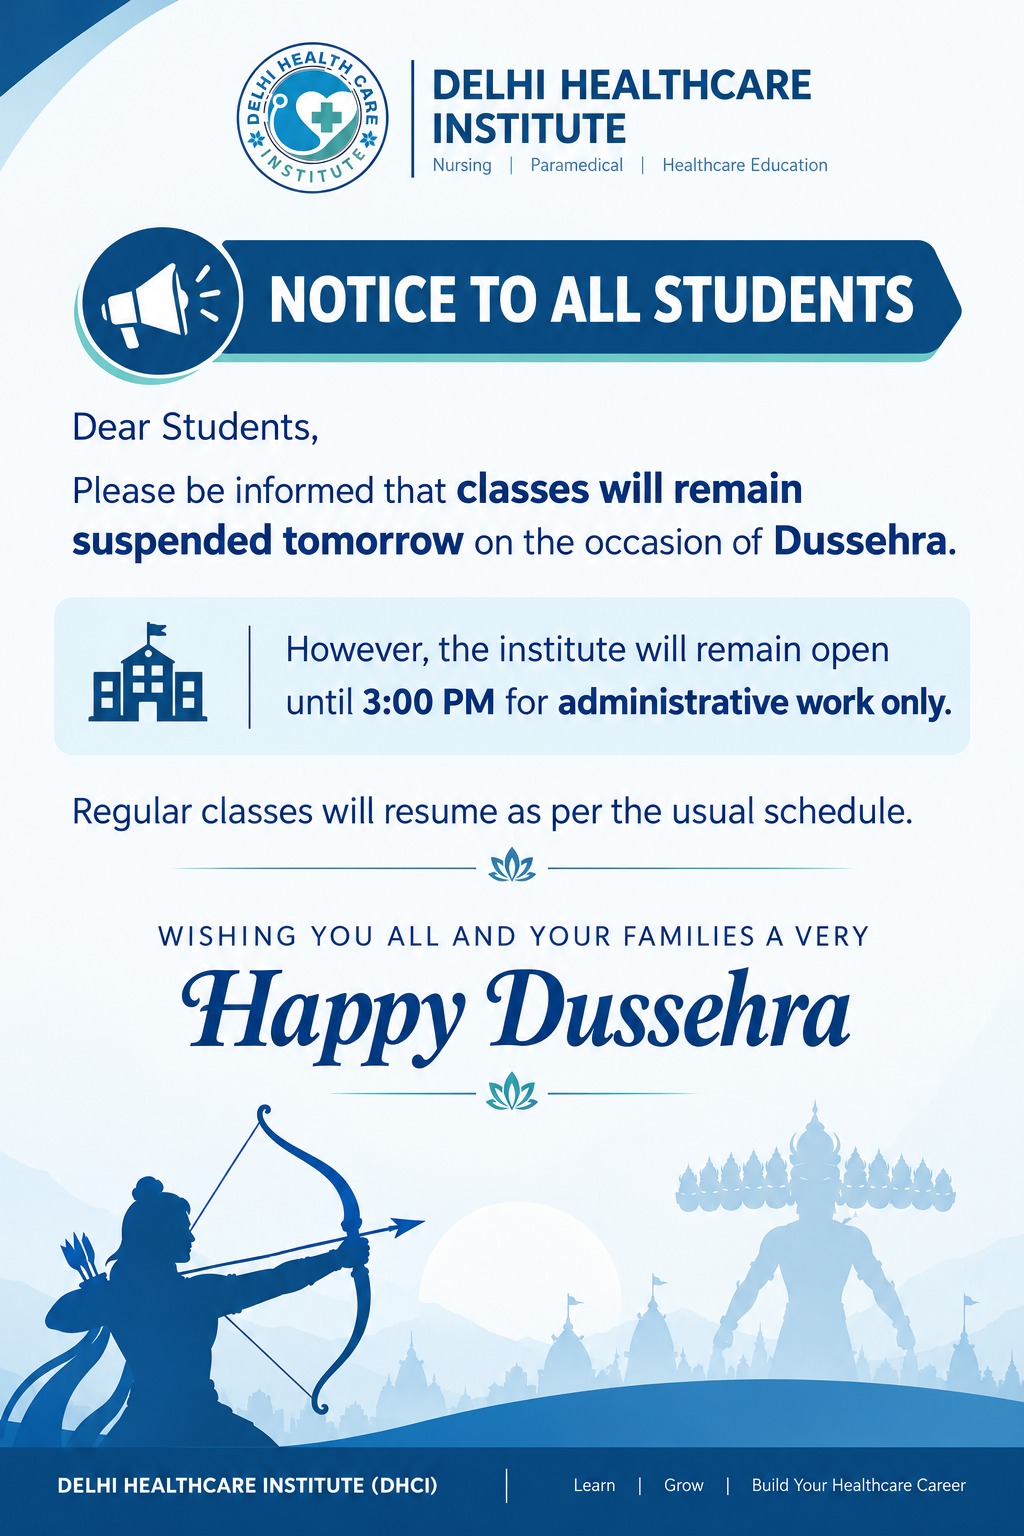 DELHI HEALTH CARE
INSTITUTE
DELHI HEALTHCARE
INSTITUTE
Nursing | Paramedical | Healthcare Education
NOTICE TO ALL STUDENTS
Dear Students,
Please be informed that classes will remain
suspended tomorrow on the occasion of Dussehra.
However, the institute will remain open
until 3:00 PM for administrative work only.
Regular classes will resume as per the usual schedule.
WISHING YOU ALL AND YOUR FAMILIES A VERY
Happy Dussehra
DELHI HEALTHCARE INSTITUTE (DHCI)
Learn | Grow | Build Your Healthcare Career